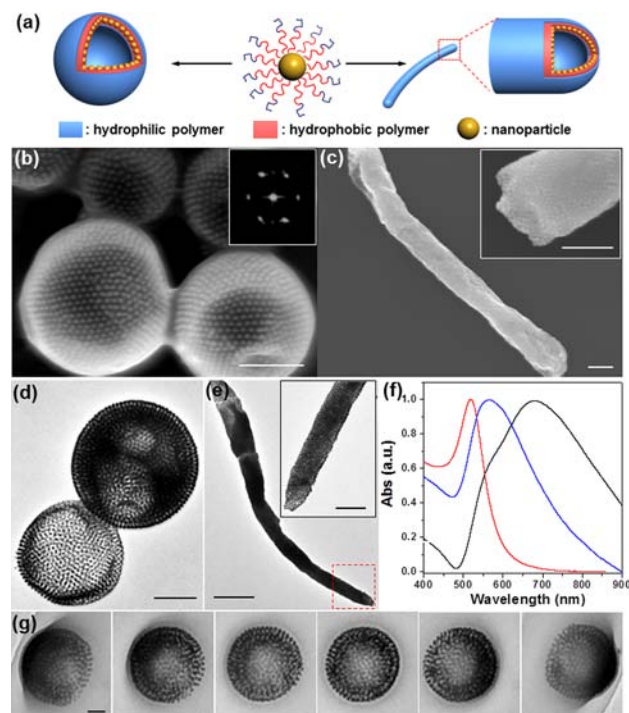 (a)
: hydrophilic polymer : hydrophobic polymer : nanoparticle
(b)
(c)
(d)
(e)
(f)
Abs (a.u.)
1.0
0.8
0.6
0.4
0.2
0.0
400 500 600 700 800 900
Wavelength (nm)
(g)